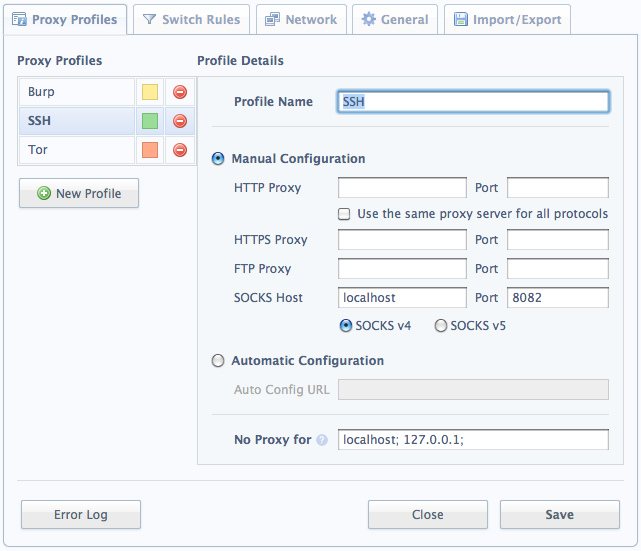 Proxy Profiles Switch Rules Network General Import/Export
Proxy Profiles Profile Details
Burp
SSH
Tor
New Profile
Profile Name SSH
Manual Configuration
HTTP Proxy Port
Use the same proxy server for all protocols
HTTPS Proxy Port
FTP Proxy Port
SOCKS Host localhost Port 8082
SOCKS v4 SOCKS v5
Automatic Configuration
Auto Config URL
No Proxy for ? localhost; 127.0.0.1;
Error Log Close Save